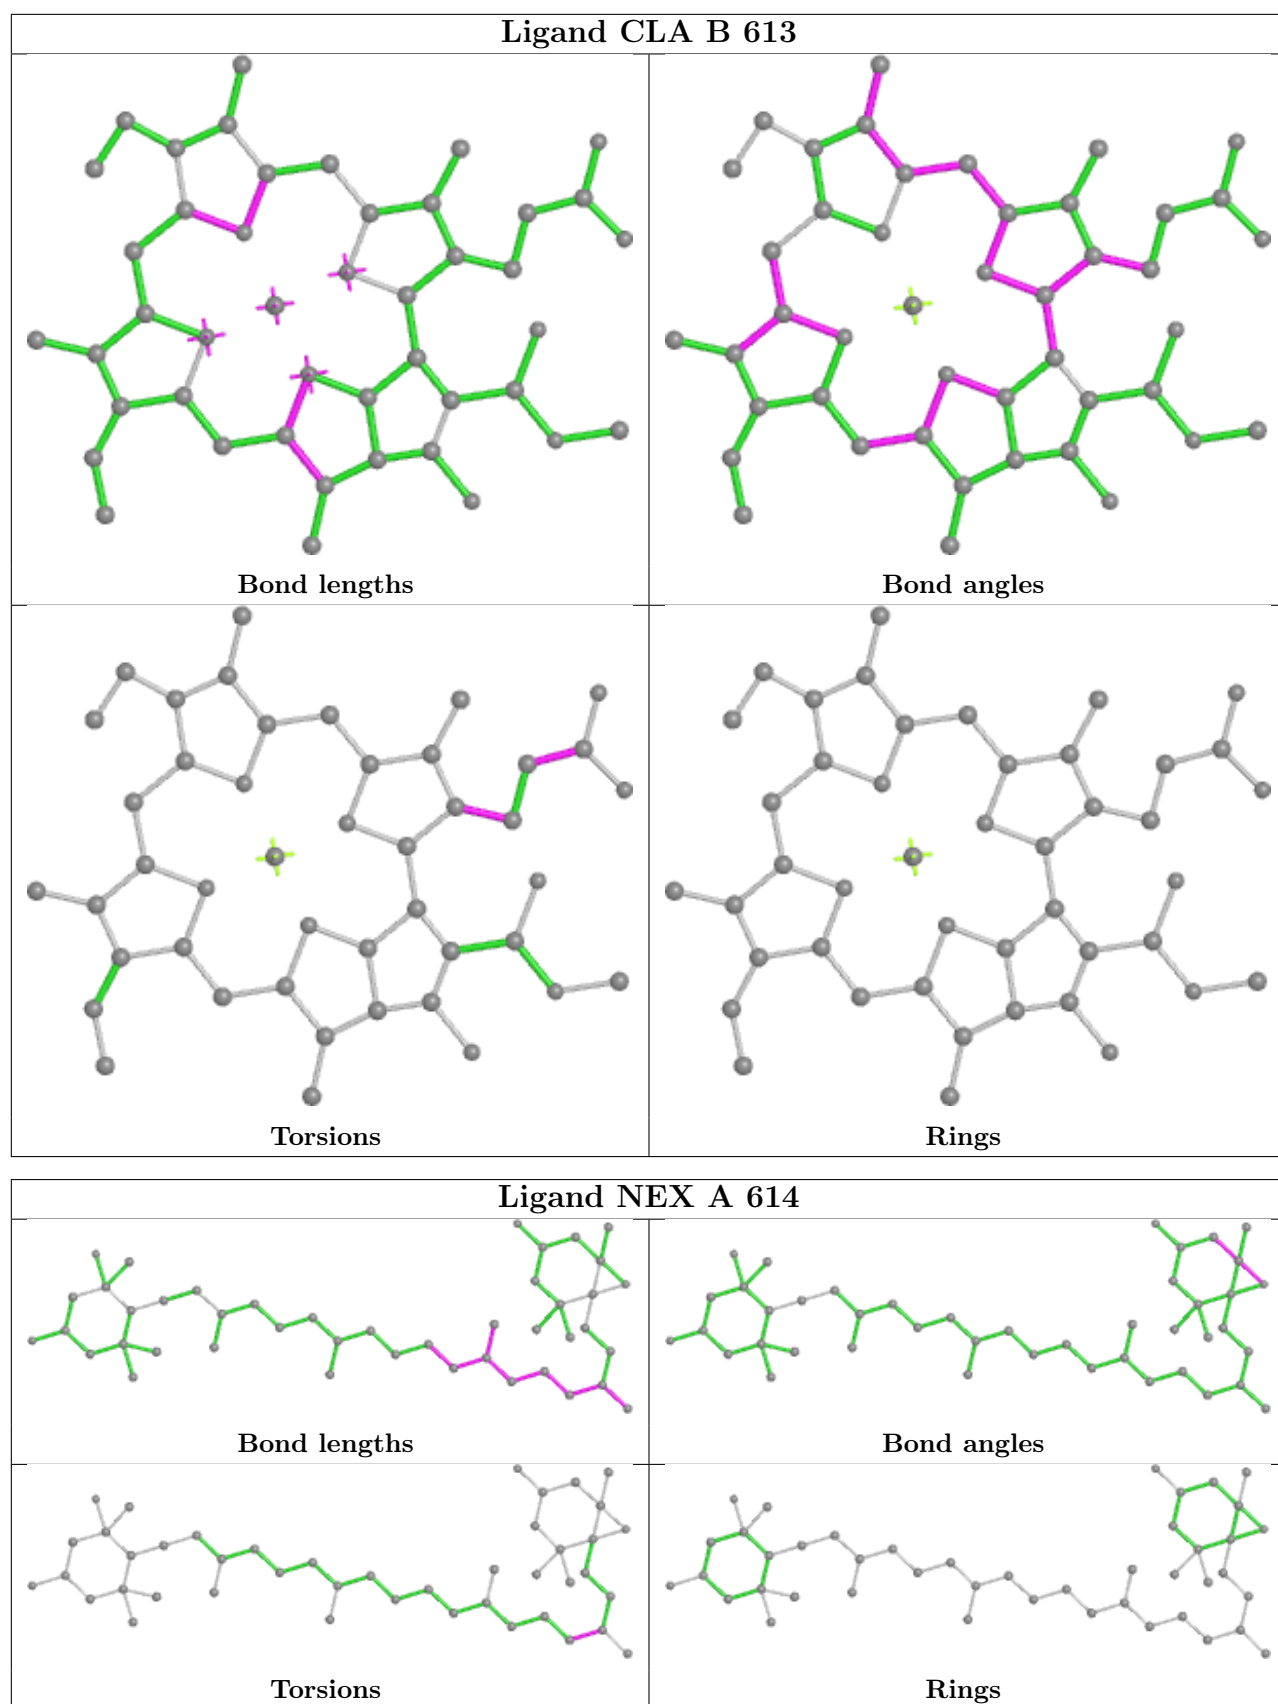 Ligand CLA B 613
Bond lengths
Bond angles
Torsions
Rings
Ligand NEX A 614
Bond lengths
Bond angles
Torsions
Rings